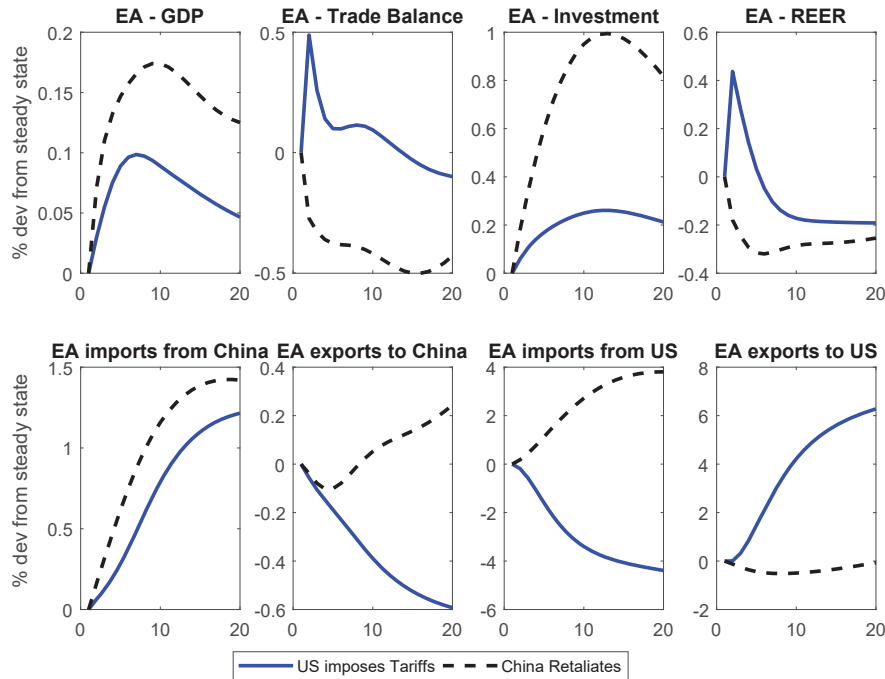 EA - GDP
EA - Trade Balance
EA - Investment
EA - REER
% dev from steady state
0.2
0.15
0.1
0.05
0
0 10 20
0.5
0
-0.5
0 10 20
1
0.8
0.6
0.4
0.2
0
0 10 20
0.6
0.4
0.2
0
-0.2
-0.4
0 10 20
EA imports from China
EA exports to China
EA imports from US
EA exports to US
% dev from steady state
1.5
1
0.5
0
0 10 20
0.4
0.2
0
-0.2
-0.4
-0.6
0 10 20
4
2
0
-2
-4
-6
0 10 20
8
6
4
2
0
-2
0 10 20
US imposes Tariffs
China Retaliates